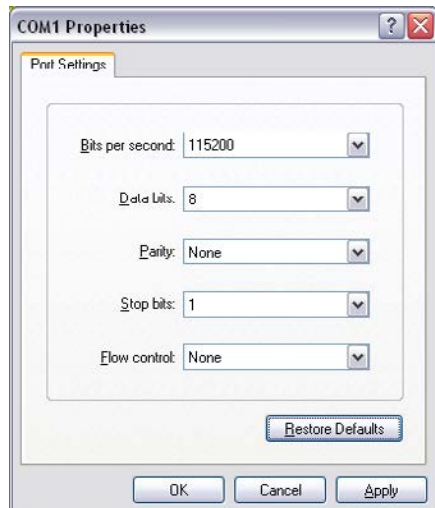 COM1 Properties
Port Settings
Bits per second: 115200
Data bits: 8
Parity: None
Stop bits: 1
Flow control: None
Restore Defaults
OK Cancel Apply